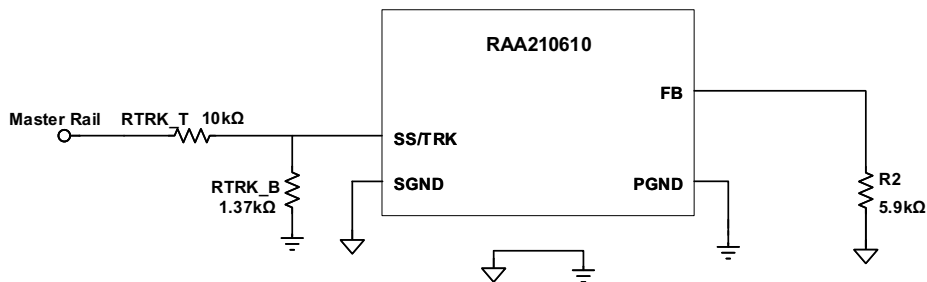 RAA210610
FB
Master Rail RTRK_T 10kΩ
SS/TRK
RTRK_B
1.37kΩ
SGND
PGND
R2
5.9kΩ